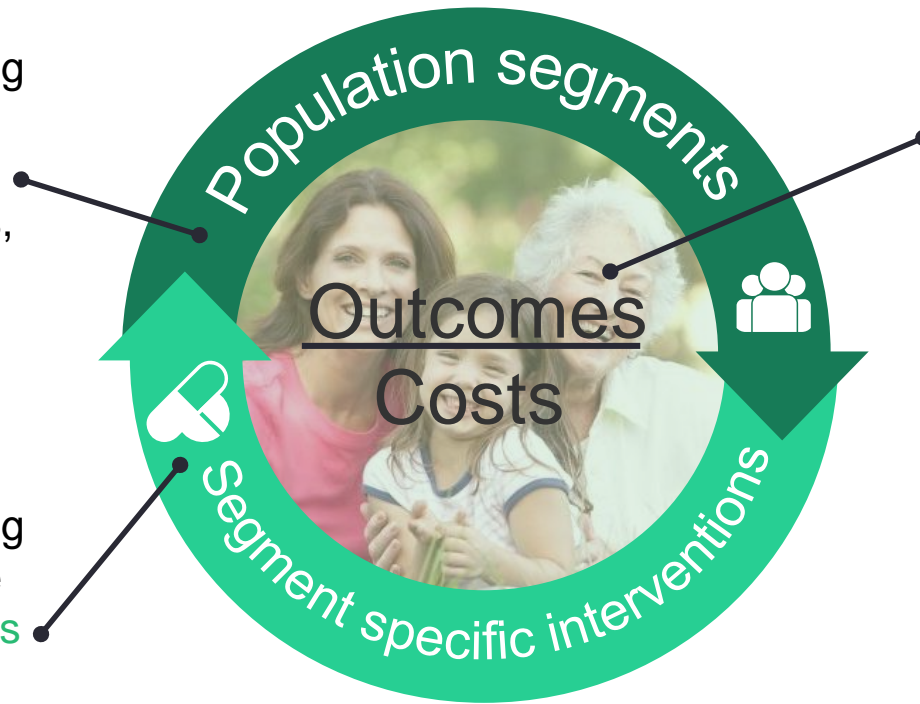 g
Population segments
,
Outcomes
Costs
g
s
Segment specific interventions